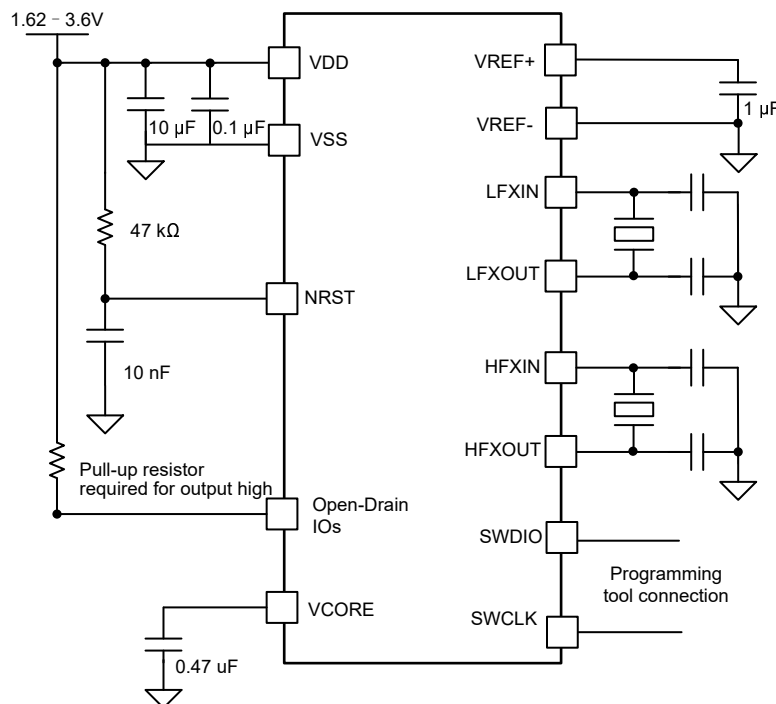 1.62 - 3.6V
VDD
10 µF
0.1 µF
VSS
47 kΩ
NRST
10 nF
Pull-up resistor
required for output high
Open-Drain
IOs
VCORE
0.47 uF
VREF+
1 µF
VREF-
LFXIN
LFXOUT
HFXIN
HFXOUT
SWDIO
Programming
tool connection
SWCLK